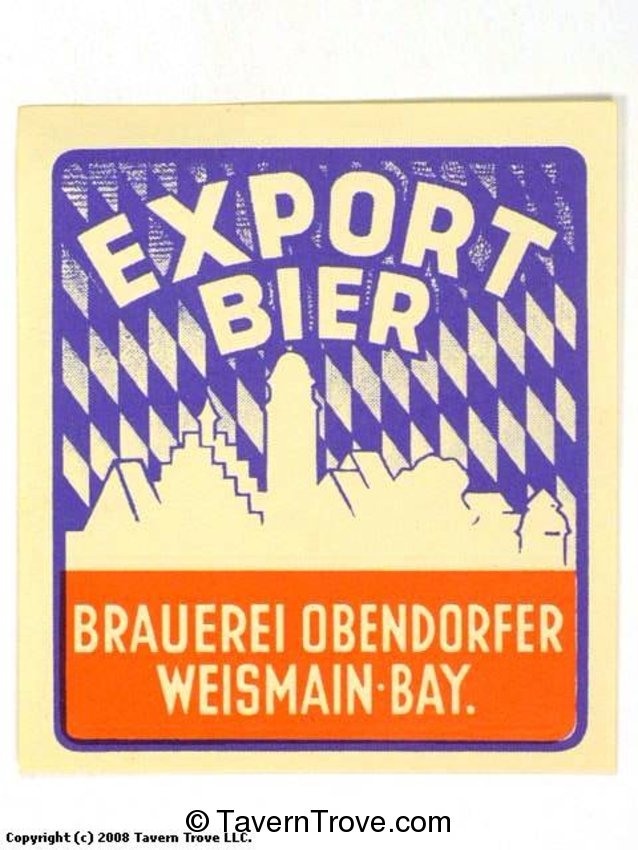 EXPORT
BIER
BRAUEREI OBENDORFER
WEISMAIN·BAY.
© TavernTrove.com
Copyright (c) 2008 Tavern Trove LLC.